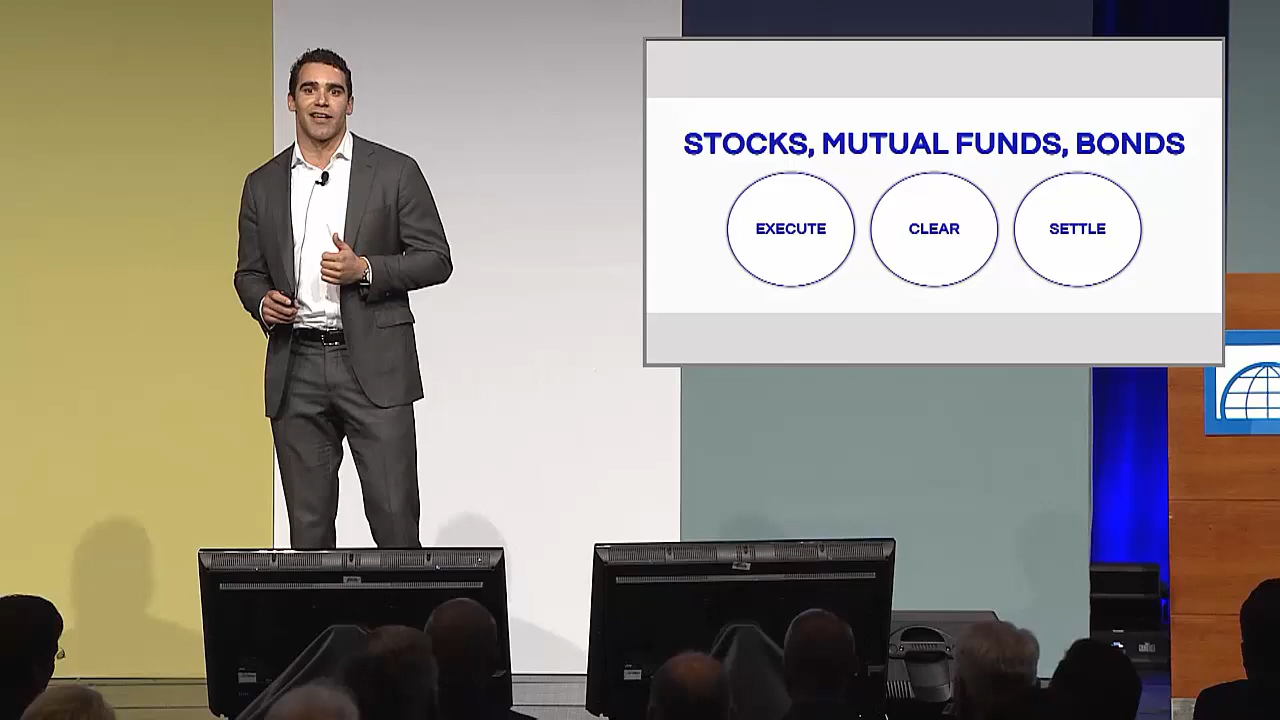 STOCKS, MUTUAL FUNDS, BONDS
EXECUTE
CLEAR
SETTLE